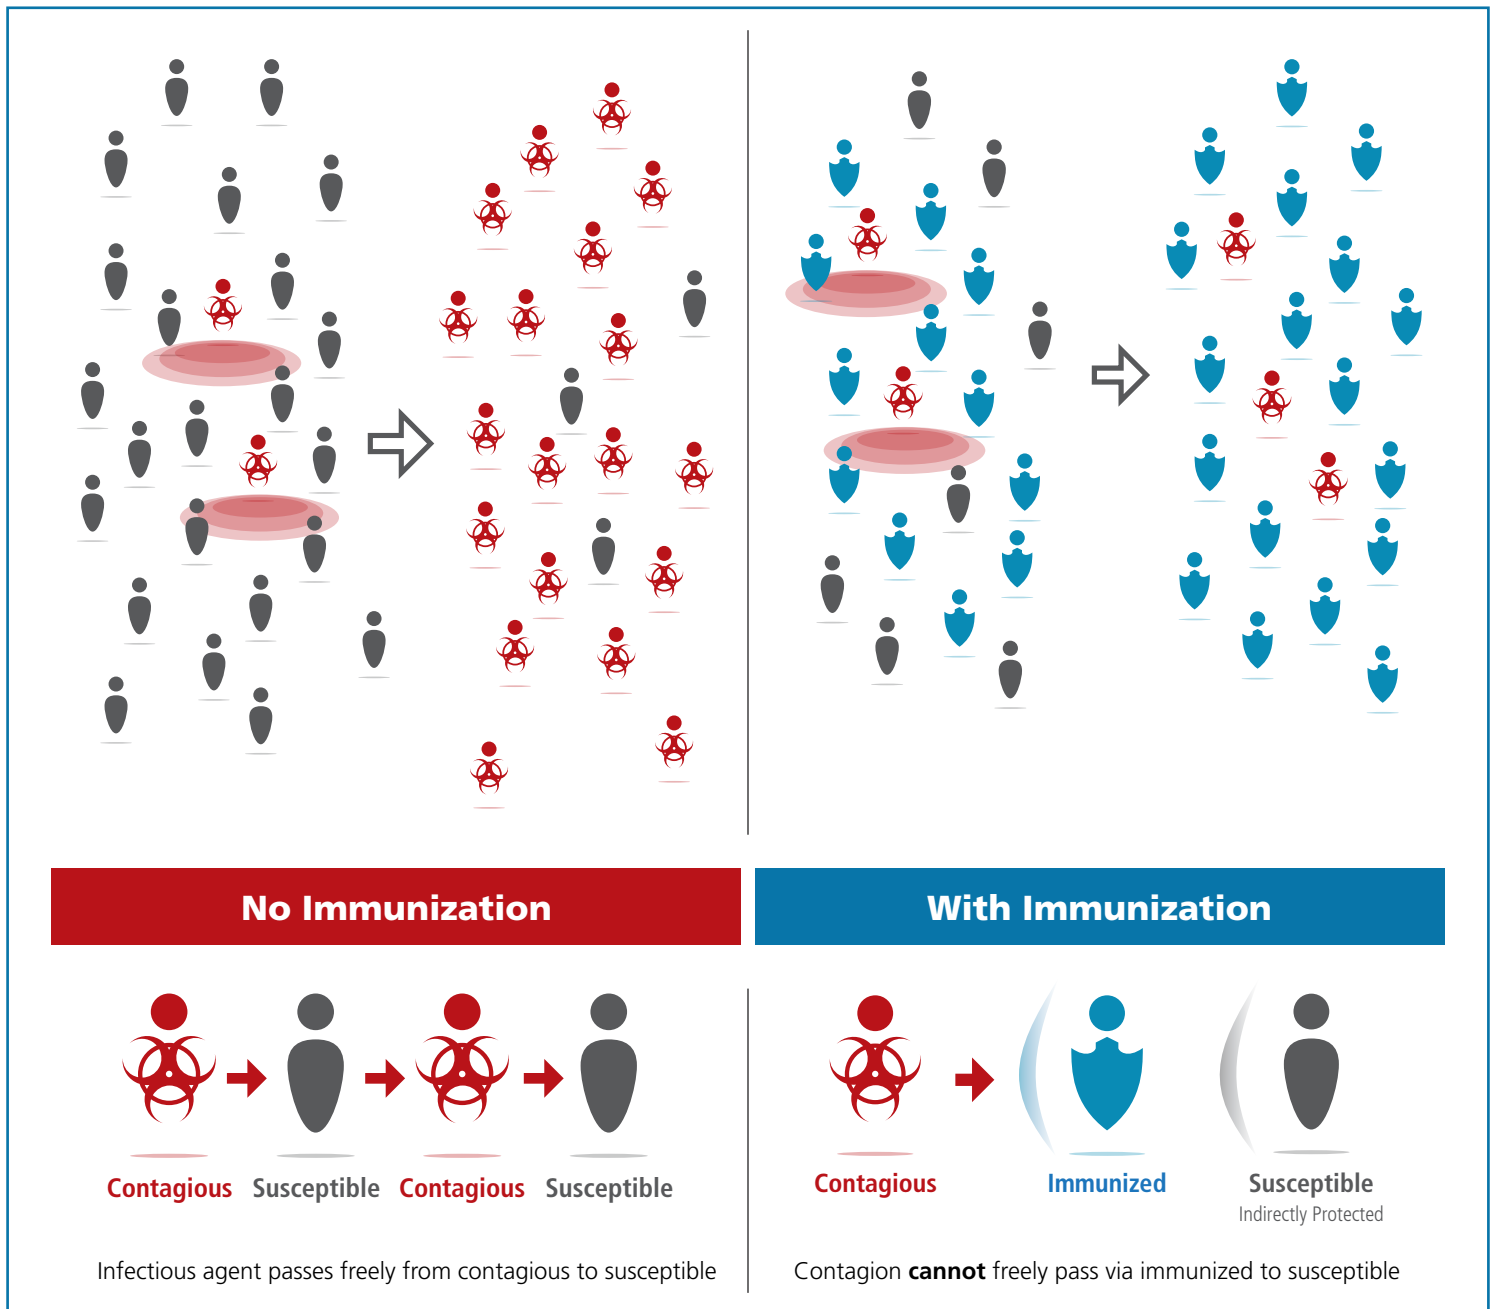 No Immunization
With Immunization
Contagious Susceptible Contagious Susceptible
Contagious Immunized Susceptible
Indirectly Protected
Infectious agent passes freely from contagious to susceptible
Contagion cannot freely pass via immunized to susceptible